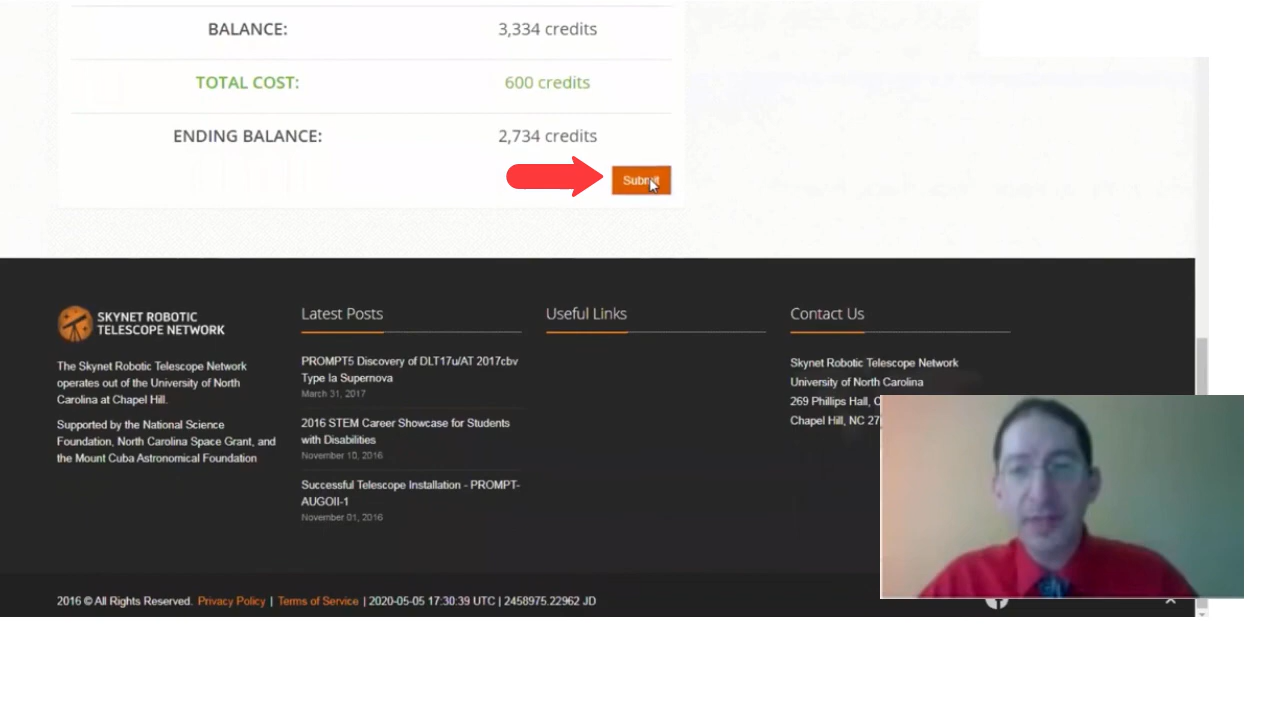 BALANCE: 3,334 credits
TOTAL COST: 600 credits
ENDING BALANCE: 2,734 credits
Submit
SKYNET ROBOTIC
TELESCOPE NETWORK
The Skynet Robotic Telescope Network
operates out of the University of North
Carolina at Chapel Hill.
Supported by the National Science
Foundation, North Carolina Space Grant, and
the Mount Cuba Astronomical Foundation
Latest Posts
PROMPT5 Discovery of DLT17u/AT 2017cbv
Type Ia Supernova
March 31, 2017
2016 STEM Career Showcase for Students
with Disabilities
November 10, 2016
Successful Telescope Installation - PROMPT-
AUGOII-1
November 01, 2016
Useful Links
Contact Us
Skynet Robotic Telescope Network
University of North Carolina
269 Phillips Hall,
Chapel Hill, NC
2016 © All Rights Reserved. Privacy Policy | Terms of Service | 2020-05-05 17:30:39 UTC | 2458975.22962 JD